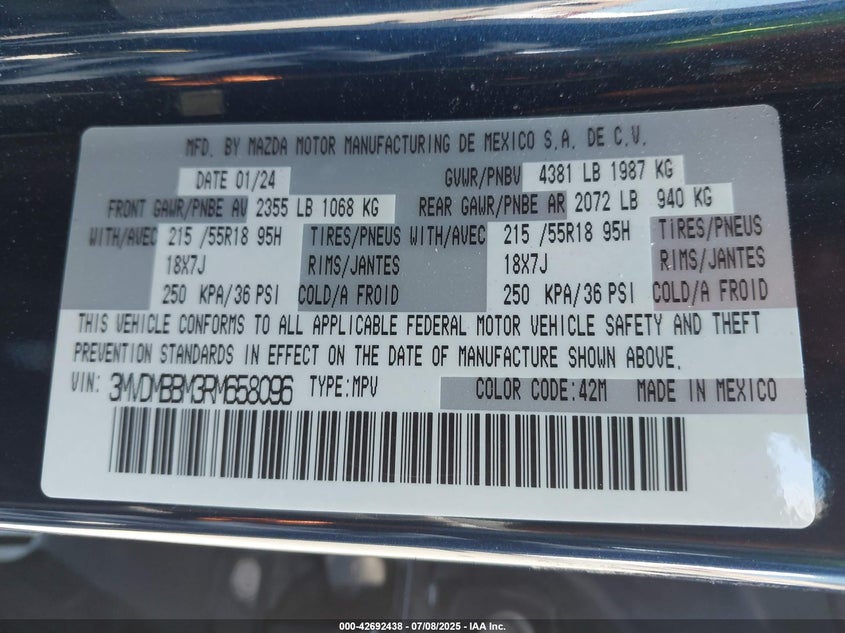 MFD. BY MAZDA MOTOR MANUFACTURING DE MEXICO S.A. DE C.V.
DATE 01/24 GVWR/PNBV 4381 LB 1987 KG
FRONT GAWR/PNBE AV 2355 LB 1068 KG REAR GAWR/PNBE AR 2072 LB 940 KG
WITH/AVEC 215 /55R18 95H TIRES/PNEUS WITH/AVEC 215 /55R18 95H TIRES/PNEUS
18X7J RIMS/JANTES 18X7J RIMS/JANTES
250 KPA/36 PSI COLD/A FROID 250 KPA/36 PSI COLD/A FROID
THIS VEHICLE CONFORMS TO ALL APPLICABLE FEDERAL MOTOR VEHICLE SAFETY AND THEFT
PREVENTION STANDARDS IN EFFECT ON THE DATE OF MANUFACTURE SHOWN ABOVE.
VIN: 3MVDMBBM3RM658096 TYPE:MPV COLOR CODE:42M MADE IN MEXICO
000-42692438 - 07/08/2025 - IAA Inc.